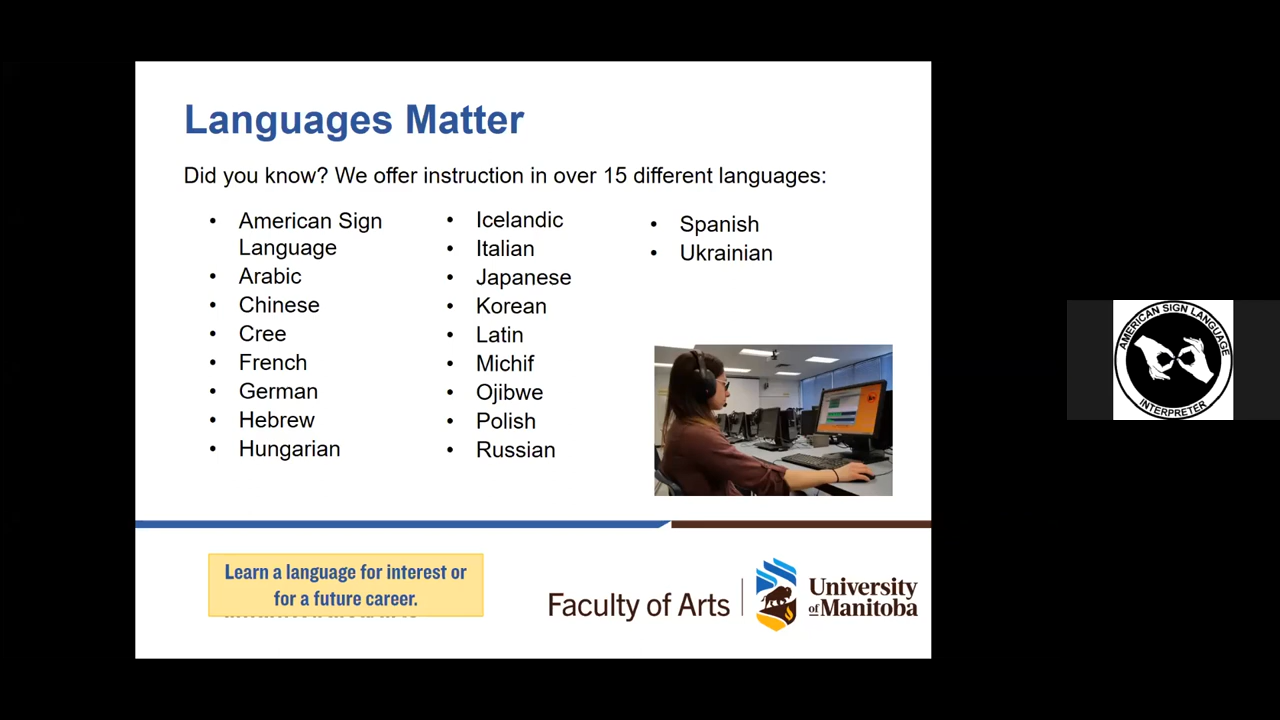 Languages Matter
Did you know? We offer instruction in over 15 different languages:
• American Sign
Language
• Arabic
• Chinese
• Cree
• French
• German
• Hebrew
• Hungarian
• Icelandic
• Italian
• Japanese
• Korean
• Latin
• Michif
• Ojibwe
• Polish
• Russian
• Spanish
• Ukrainian
Learn a language for interest or
for a future career.
Faculty of Arts
University
of Manitoba
AMERICAN SIGN LANGUAGE
INTERPRETER